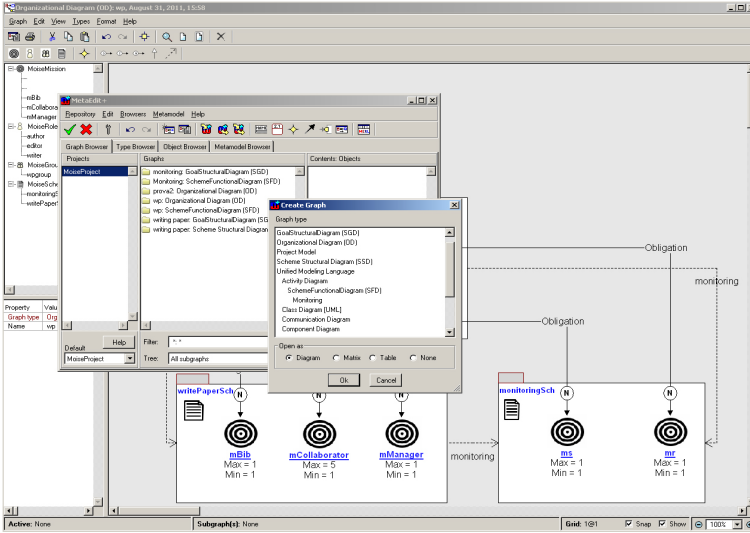 Organizational Diagram (OD): wp, August 31, 2011, 15:58
Graph Edit View Types Format Help
MoiseMission
mBib
mCollabora
mManager
MoiseRole
author
editor
writer
MoiseGrou
wpgroup
MoiseSche
monitoringS
writePaperS
Property Valu
Graph type Org
Name wp
MetaEdit+
Repository Edit Browsers Metamodel Help
Graph Browser Type Browser Object Browser Metamodel Browser
Projects Graphs Contents: Objects
MoiseProject
monitoring: GoalStructuralDiagram (SGD)
Monitoring: SchemeFunctionalDiagram (SFD)
prova2: Organizational Diagram (OD)
wp: Organizational Diagram (OD)
wp: SchemeFunctionalDiagram (SFD)
writing paper: GoalStructuralDiagram (SG
writing paper: Scheme Structural Diagran
Default Help
MoiseProject
Filter: *: *
Tree: All subgraphs
Create Graph
Graph type
GoalStructuralDiagram (SGD)
Organizational Diagram (OD)
Project Model
Scheme Structural Diagram (SSD)
Unified Modeling Language
Activity Diagram
SchemeFunctionalDiagram (SFD)
Monitoring
Class Diagram [UML]
Communication Diagram
Component Diagram
Open as
Diagram Matrix Table None
Ok Cancel
Obligation
monitoring
Obligation
writePaperSch
N N N
mBib
Max = 1
Min = 1
mCollaborator
Max = 5
Min = 1
mManager
Max = 1
Min = 1
monitoring
monitoringSch
N N
ms
Max = 1
Min = 1
mr
Max = 1
Min = 1
Active: None Subgraph(s): None Grid: 1@1 Snap Show 100%